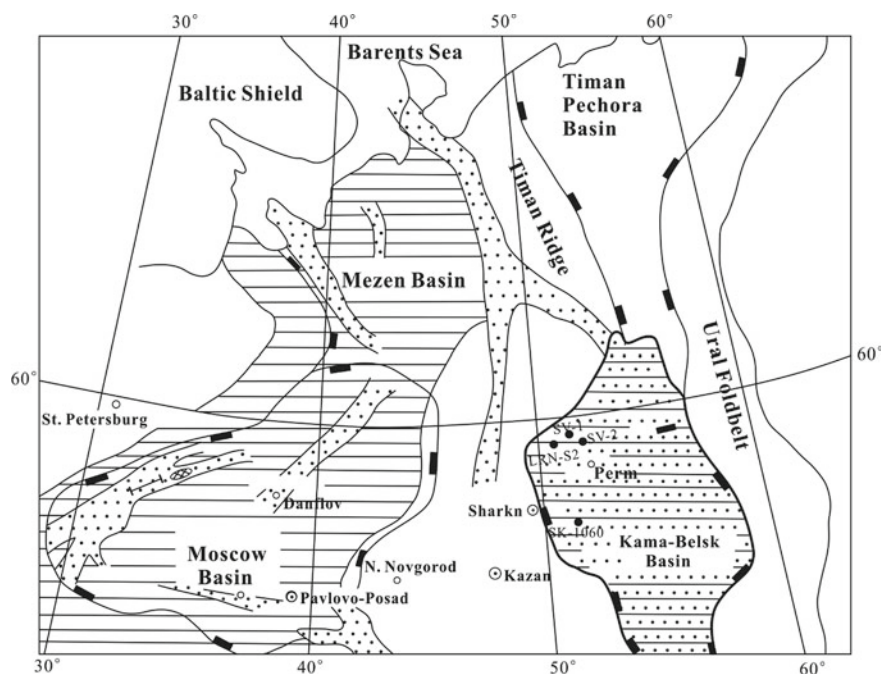 30°
40°
50°
60°
Barents Sea
Baltic Shield
Timan
Pechora
Basin
Timan Ridge
Mezen Basin
Ural Foldbelt
60°
60°
St. Petersburg
SV-1
SV-2
LRN-S2
Perm
Danflov
Sharkn
SK-1060
Moscow
Basin
N. Novgorod
Kama-Belsk
Basin
Kazan
Pavlovo-Posad
30°
40°
50°
60°